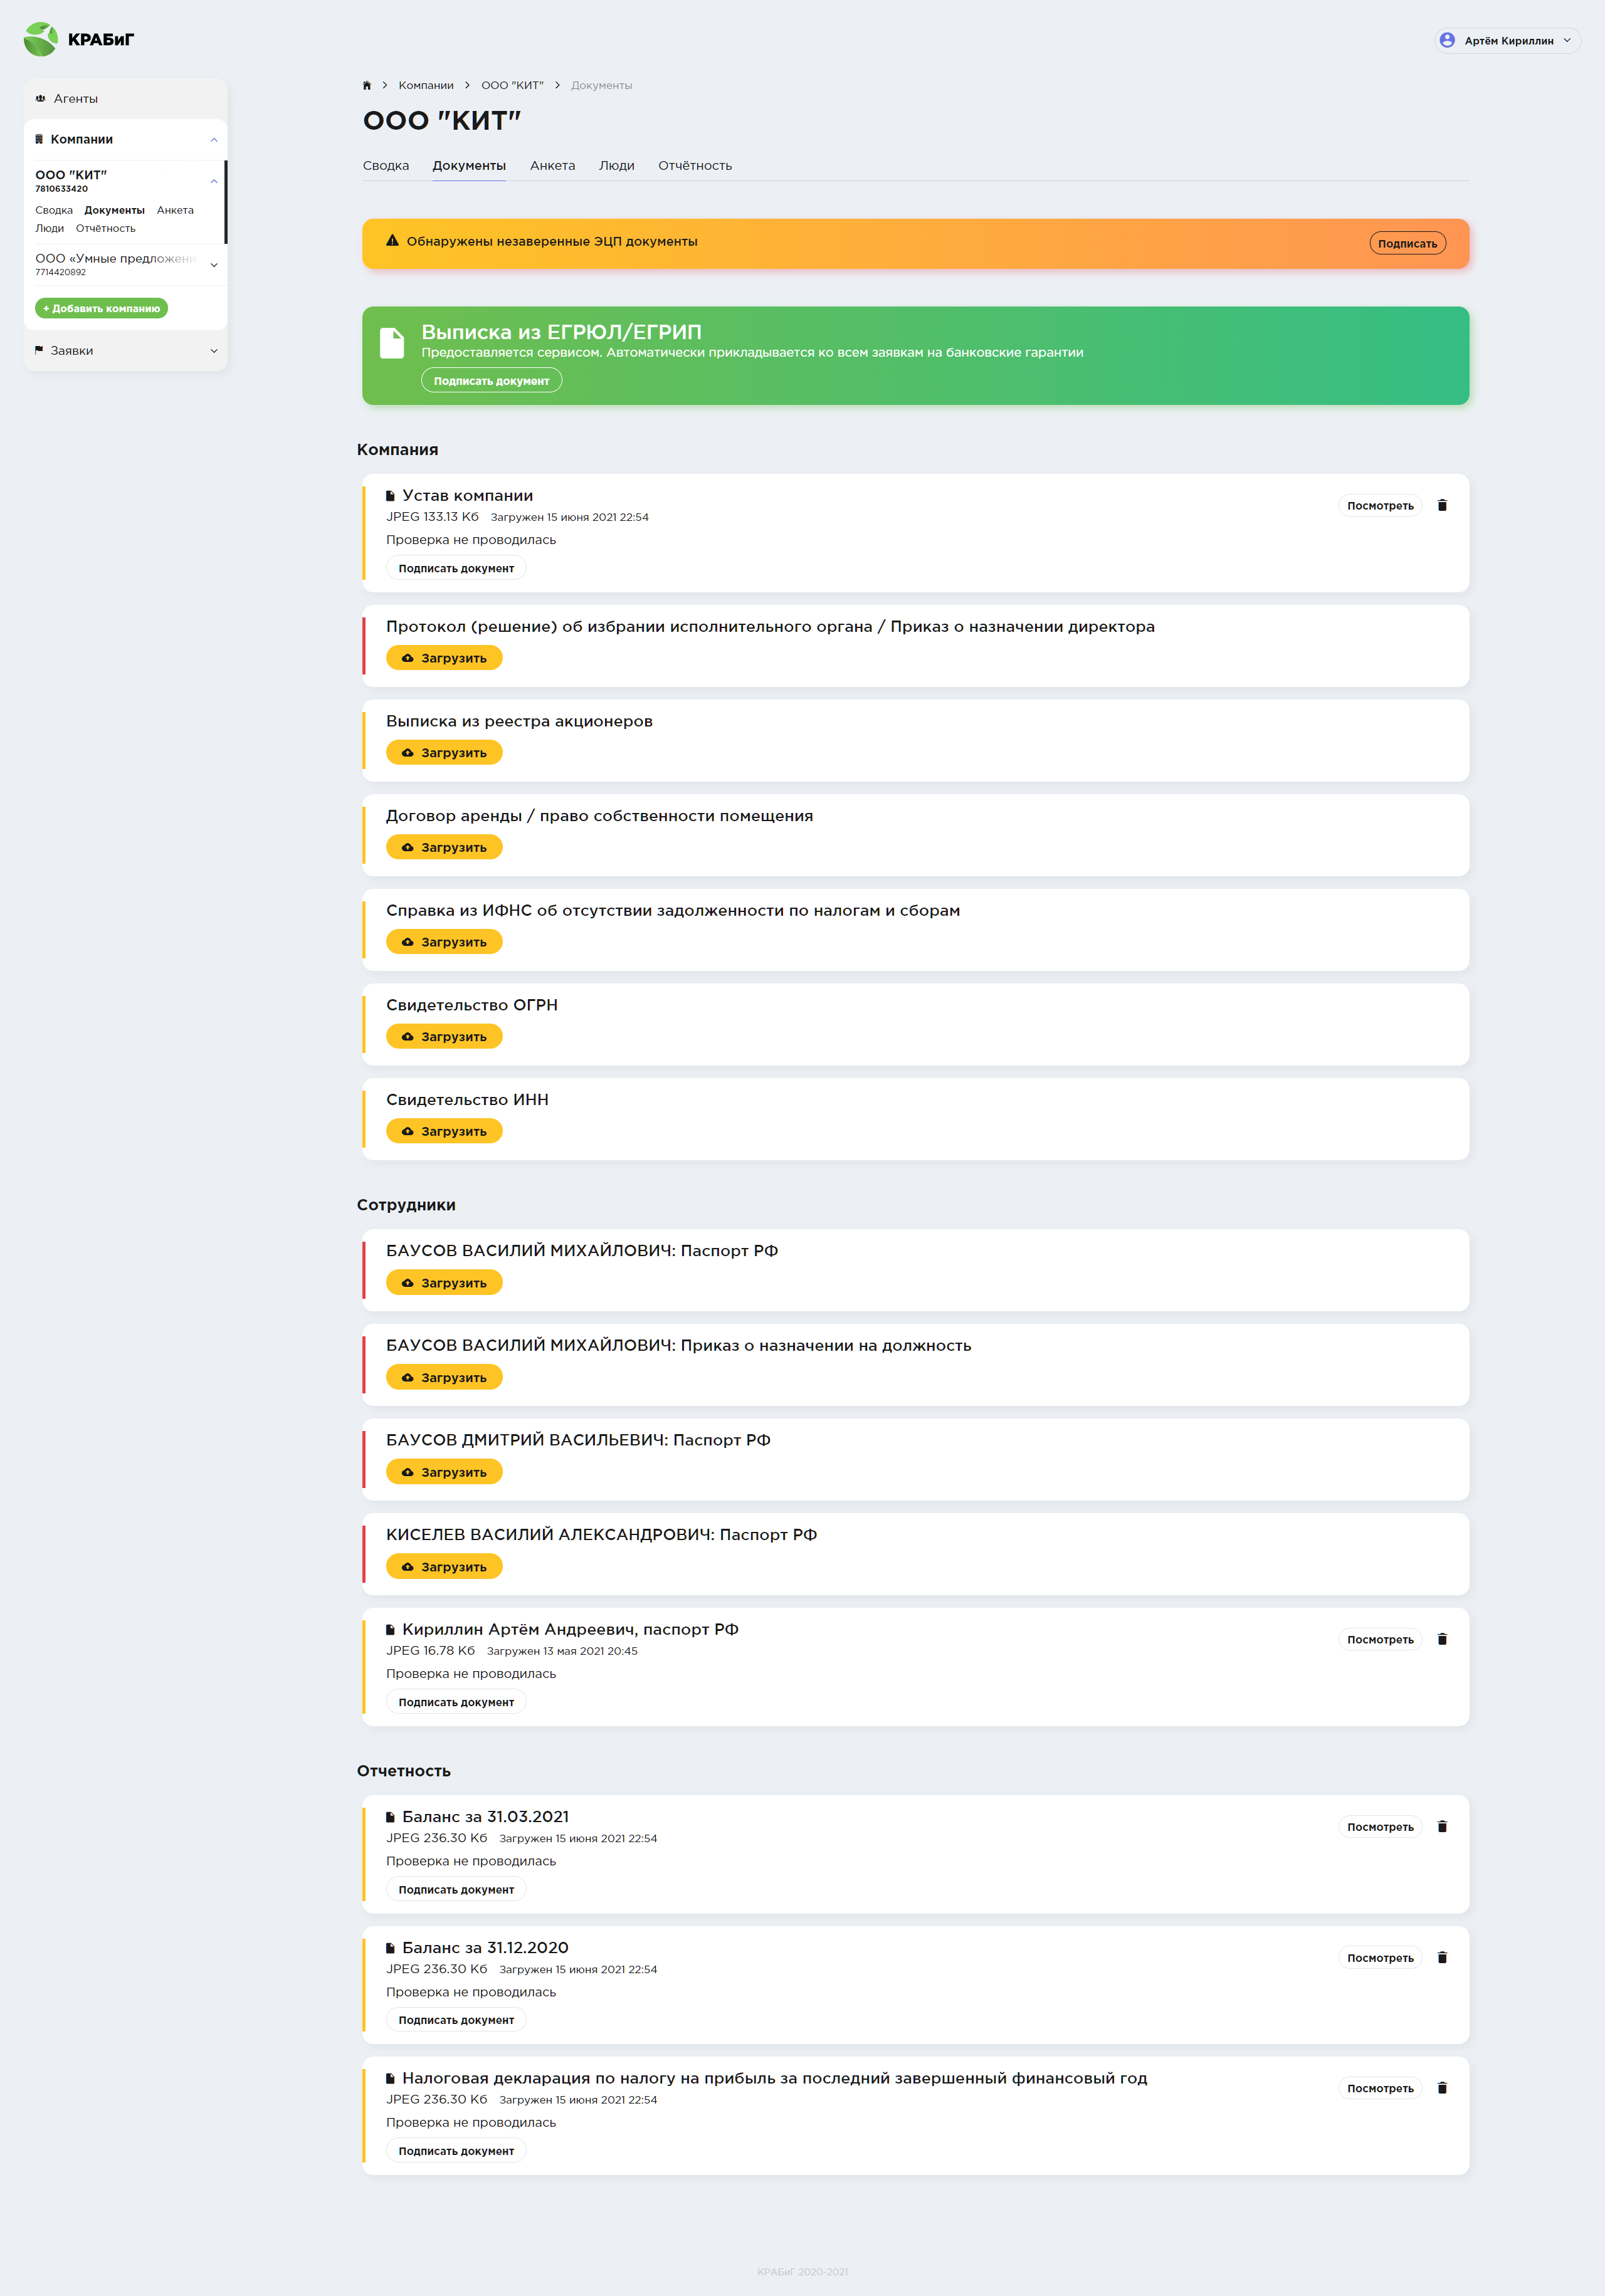 КРАБиГ
Артём Кириллин
Агенты
Компании
ООО "КИТ"
7810633420
Сводка Документы Анкета
Люди Отчётность
ООО «Умные предложени
7714420892
+ Добавить компанию
Заявки
Компании ООО "КИТ" Документы
ООО "КИТ"
Сводка Документы Анкета Люди Отчётность
Обнаружены незаверенные ЭЦП документы
Подписать
Выписка из ЕГРЮЛ/ЕГРИП
Предоставляется сервисом. Автоматически прикладывается ко всем заявкам на банковские гарантии
Подписать документ
Компания
Устав компании
Посмотреть
JPEG 133.13 Кб Загружен 15 июня 2021 22:54
Проверка не проводилась
Подписать документ
Протокол (решение) об избрании исполнительного органа / Приказ о назначении директора
Загрузить
Выписка из реестра акционеров
Загрузить
Договор аренды / право собственности помещения
Загрузить
Справка из ИФНС об отсутствии задолженности по налогам и сборам
Загрузить
Свидетельство ОГРН
Загрузить
Свидетельство ИНН
Загрузить
Сотрудники
БАУСОВ ВАСИЛИЙ МИХАЙЛОВИЧ: Паспорт РФ
Загрузить
БАУСОВ ВАСИЛИЙ МИХАЙЛОВИЧ: Приказ о назначении на должность
Загрузить
БАУСОВ ДМИТРИЙ ВАСИЛЬЕВИЧ: Паспорт РФ
Загрузить
КИСЕЛЕВ ВАСИЛИЙ АЛЕКСАНДРОВИЧ: Паспорт РФ
Загрузить
Кириллин Артём Андреевич, паспорт РФ
Посмотреть
JPEG 16.78 Кб Загружен 13 мая 2021 20:45
Проверка не проводилась
Подписать документ
Отчетность
Баланс за 31.03.2021
Посмотреть
JPEG 236.30 Кб Загружен 15 июня 2021 22:54
Проверка не проводилась
Подписать документ
Баланс за 31.12.2020
Посмотреть
JPEG 236.30 Кб Загружен 15 июня 2021 22:54
Проверка не проводилась
Подписать документ
Налоговая декларация по налогу на прибыль за последний завершенный финансовый год
Посмотреть
JPEG 236.30 Кб Загружен 15 июня 2021 22:54
Проверка не проводилась
Подписать документ
КРАБиГ 2020-2021